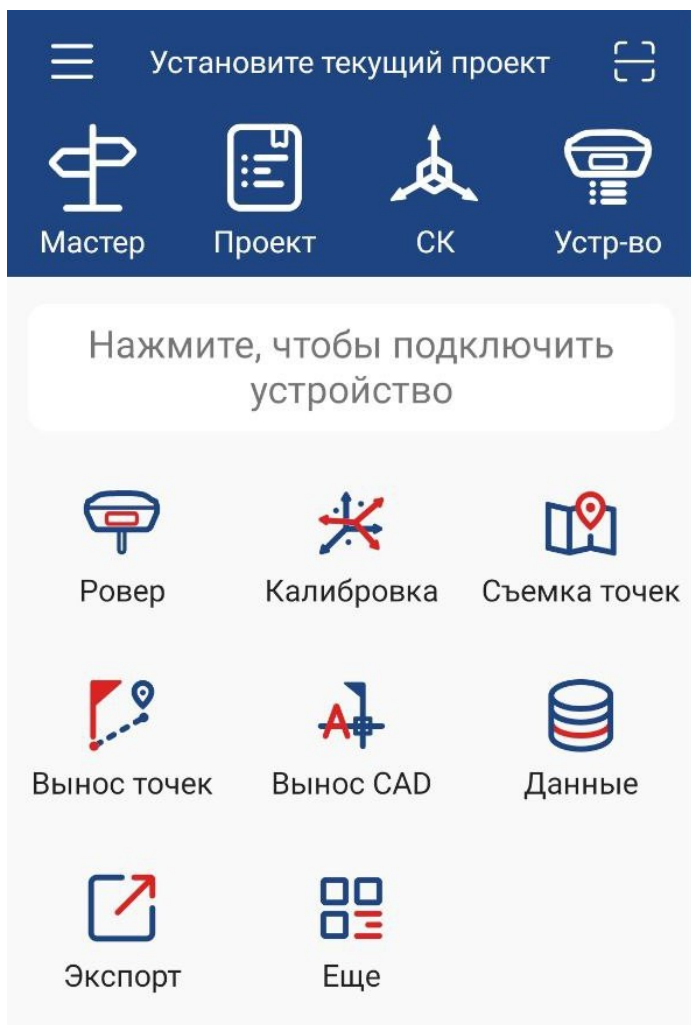 Установите текущий проект
Мастер Проект СК Устр-во
Нажмите, чтобы подключить
устройство
Ровер Калибровка Съемка точек
Вынос точек Вынос CAD Данные
Экспорт Еще